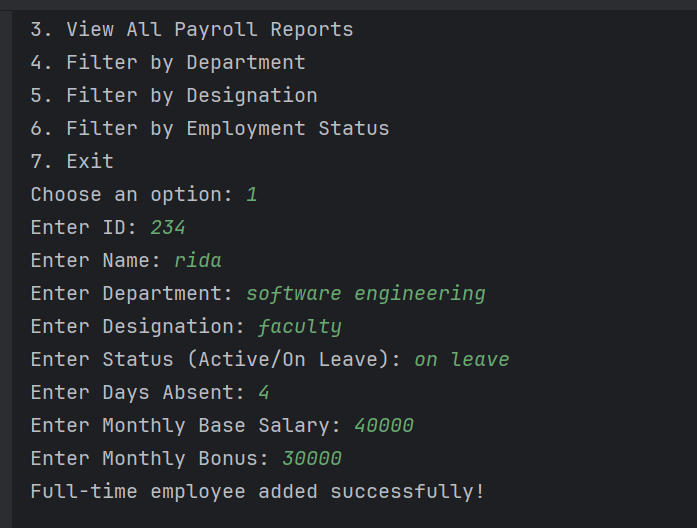 3. View All Payroll Reports
4. Filter by Department
5. Filter by Designation
6. Filter by Employment Status
7. Exit
Choose an option: 1
Enter ID: 234
Enter Name: rida
Enter Department: software engineering
Enter Designation: faculty
Enter Status (Active/On Leave): on leave
Enter Days Absent: 4
Enter Monthly Base Salary: 40000
Enter Monthly Bonus: 30000
Full-time employee added successfully!